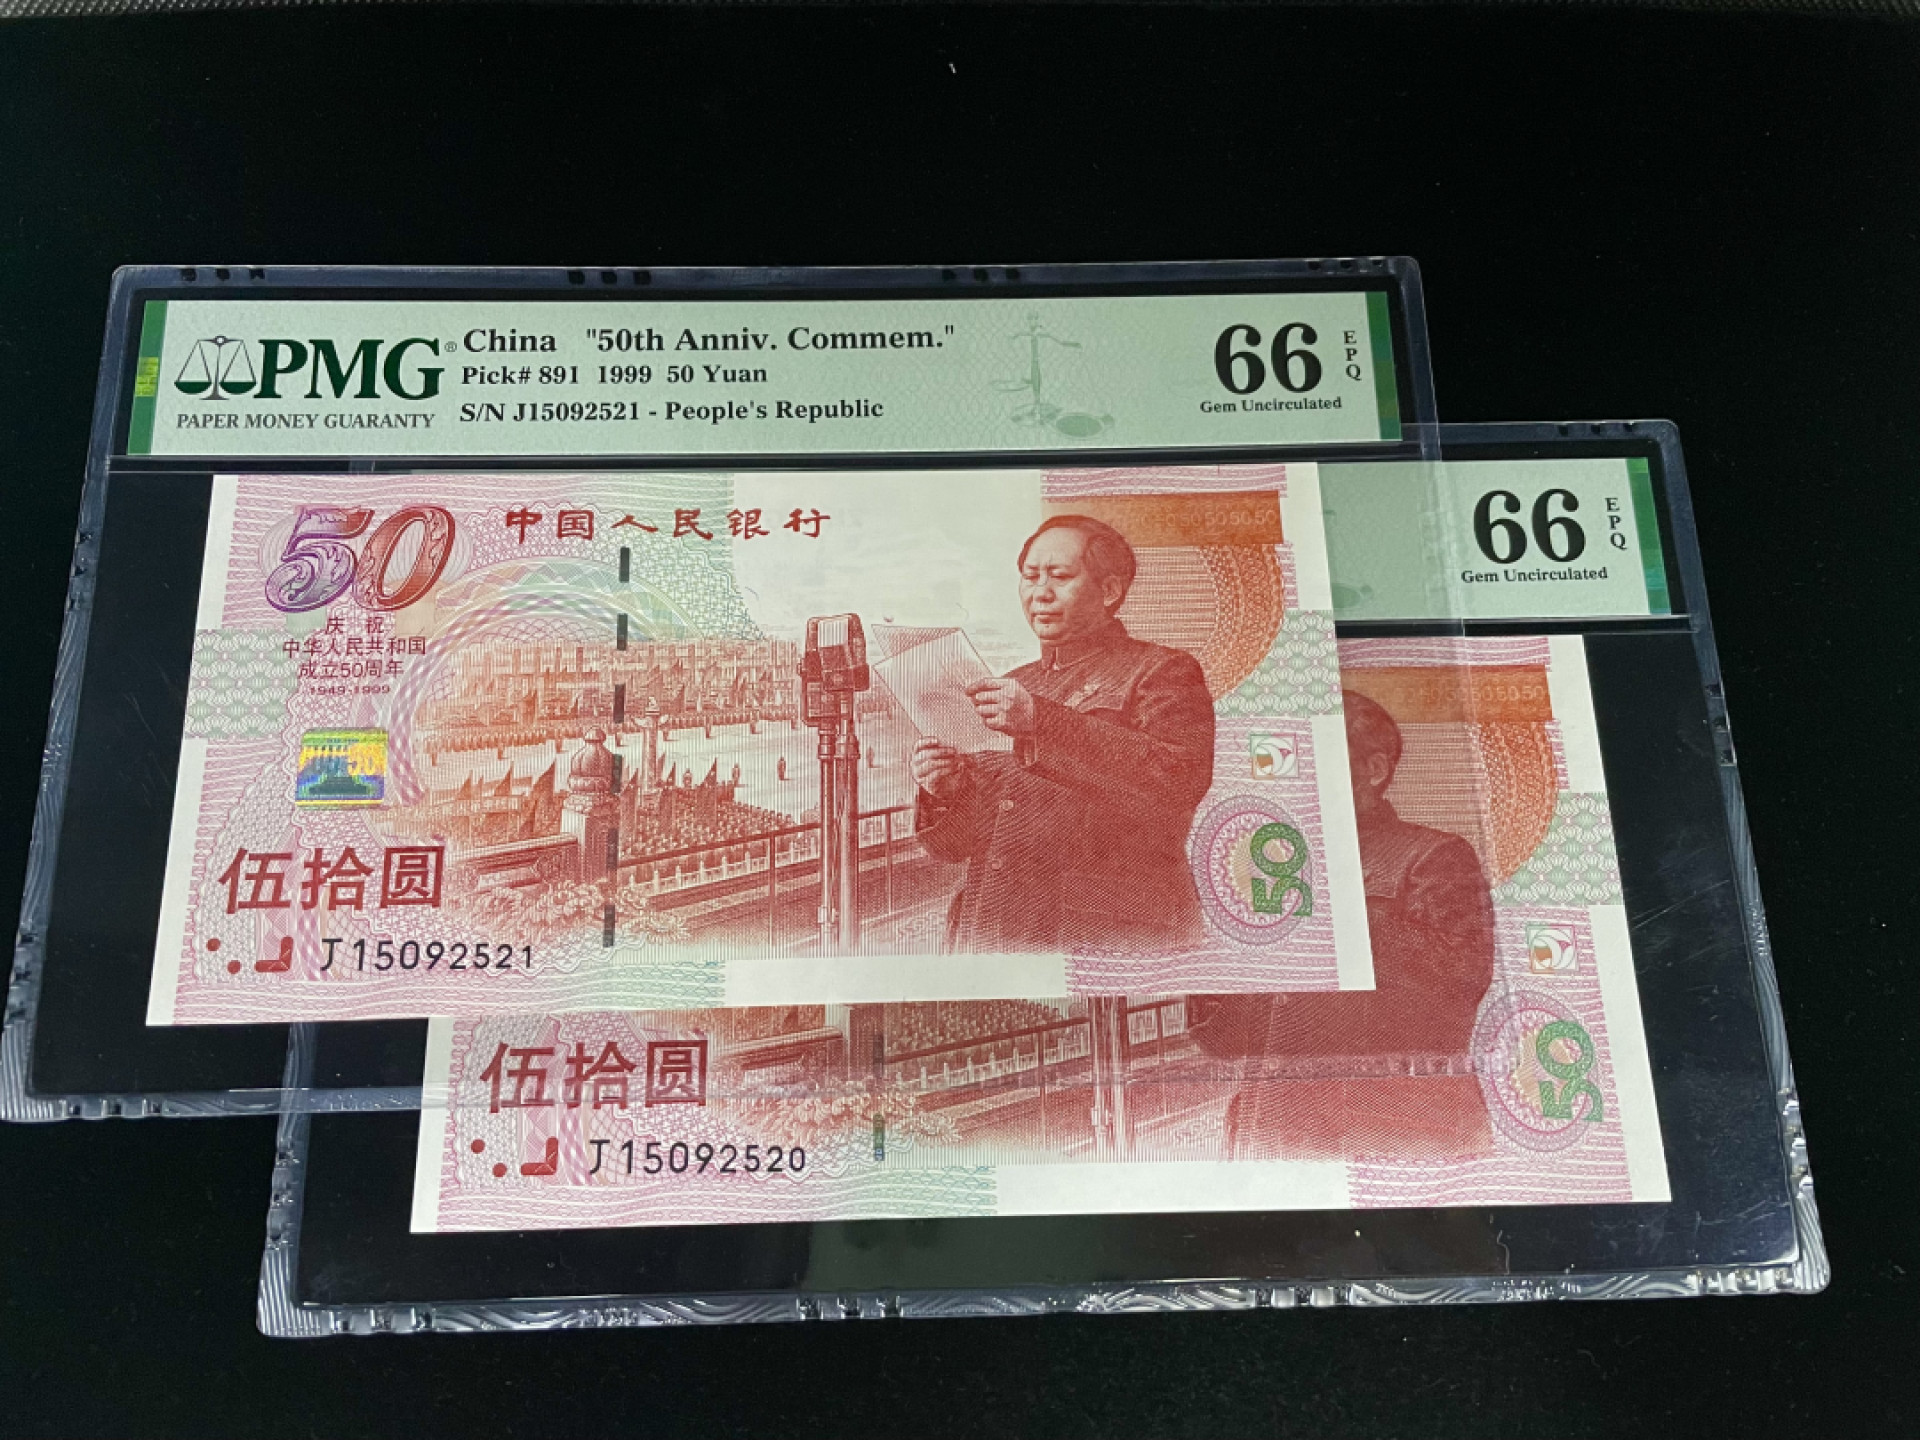 PMG® China "50th Anniv. Commem." 66 EPQ
Pick# 891 1999 50 Yuan
PAPER MONEY GUARANTY S/N J15092521 - People's Republic Gem Uncirculated
50 中国人民银行
庆祝
中华人民共和国
成立50周年
1949-1999
伍拾圆
50
J15092521
66 EPQ
Gem Uncirculated
伍拾圆
50
J15092520